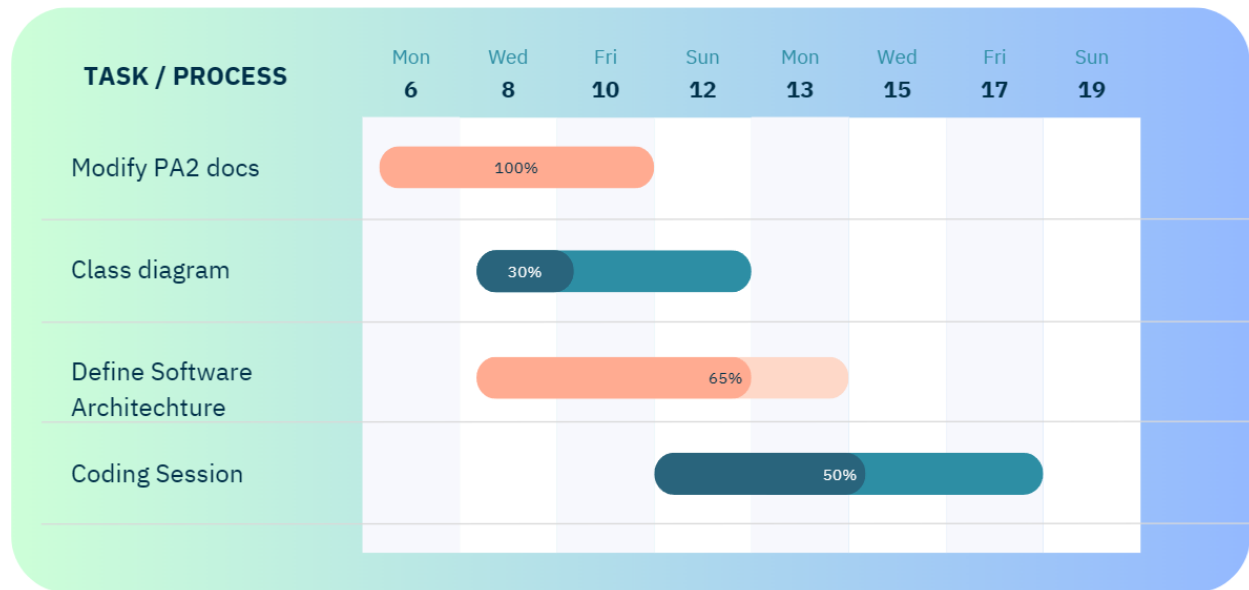 TASK / PROCESS
Mon Wed Fri Sun Mon Wed Fri Sun
6 8 10 12 13 15 17 19
Modify PA2 docs 100%
Class diagram 30%
Define Software
Architechture
65%
Coding Session 50%